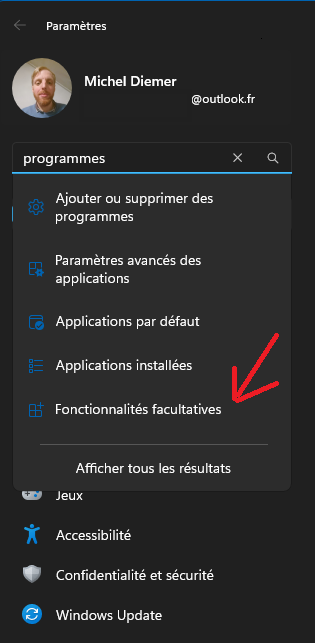 Paramètres
Michel Diemer
@outlook.fr
programmes
Ajouter ou supprimer des
programmes
Paramètres avancés des
applications
Applications par défaut
Applications installées
Fonctionnalités facultatives
Afficher tous les résultats
Jeux
Accessibilité
Confidentialité et sécurité
Windows Update